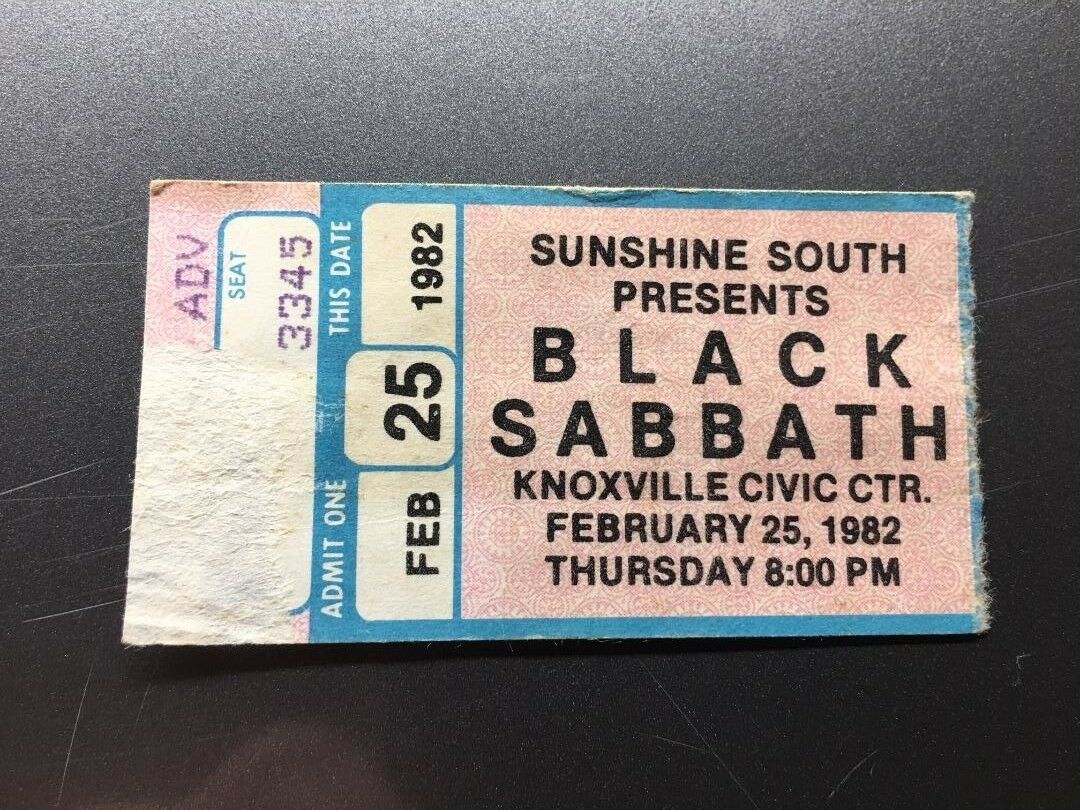 ADV
SEAT
3345
ADMIT ONE THIS DATE
FEB 25 1982
SUNSHINE SOUTH
PRESENTS
BLACK
SABBATH
KNOXVILLE CIVIC CTR.
FEBRUARY 25, 1982
THURSDAY 8:00 PM